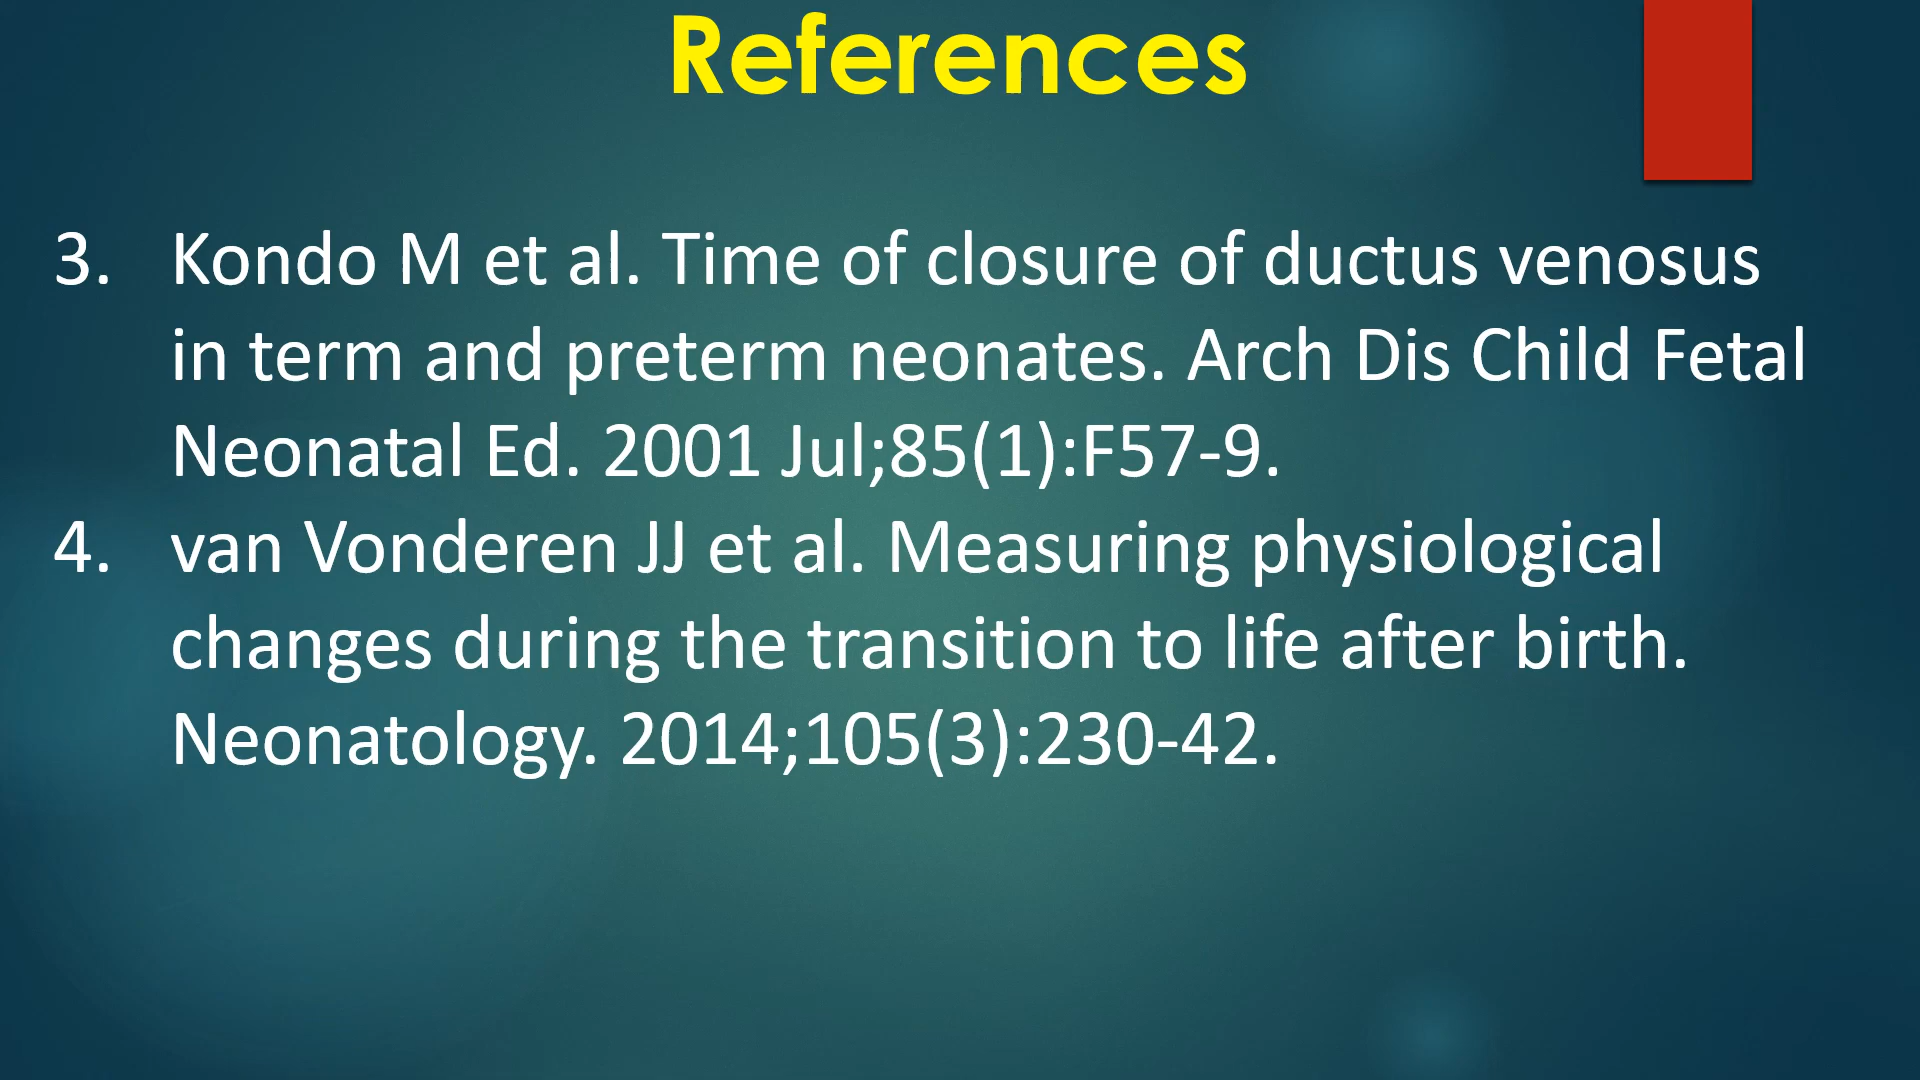 References
3. Kondo M et al. Time of closure of ductus venosus
in term and preterm neonates. Arch Dis Child Fetal
Neonatal Ed. 2001 Jul;85(1):F57-9.
4. van Vonderen JJ et al. Measuring physiological
changes during the transition to life after birth.
Neonatology. 2014;105(3):230-42.